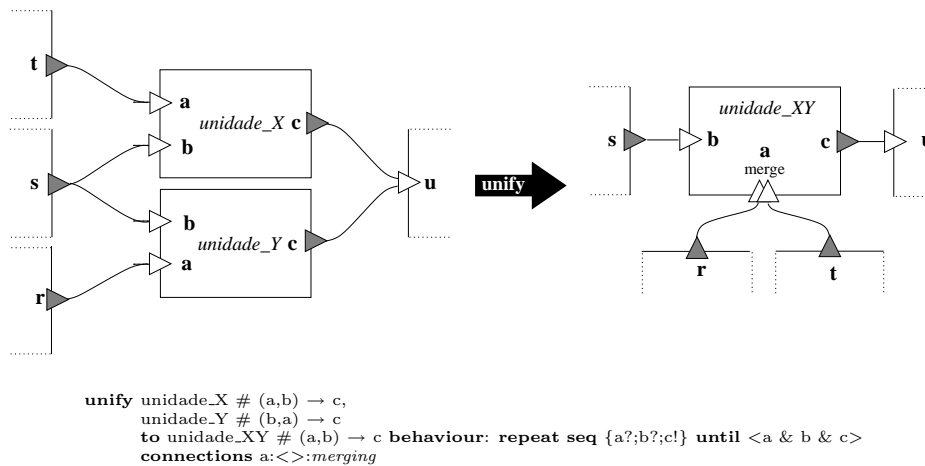 t
a
unidade_X c
b
s
b
unidade_Y c
a
r
u
unify
unidade_XY
s
b
a
merge
c
u
r
t
unify unidade_X # (a,b) → c,
unidade_Y # (b,a) → c
to unidade_XY # (a,b) → c behaviour: repeat seq {a?;b?;c!} until <a & b & c>
connections a:<>:merging